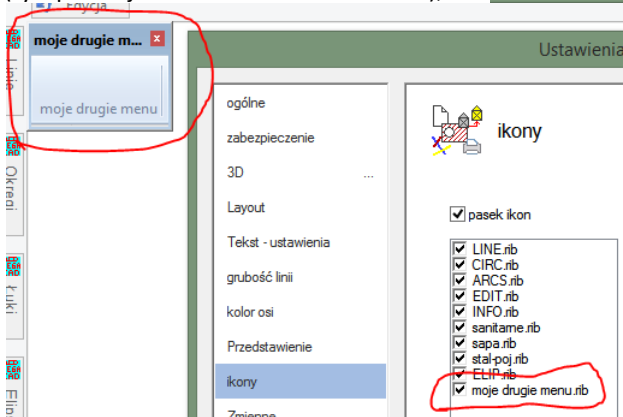 Edycja
moje drugie m...
moje drugie menu
Linie
Okręgi
Łuki
Ustawienia
ogólne
zabezpieczenie
3D ...
Layout
Tekst - ustawienia
grubość linii
kolor osi
Przedstawienie
ikony
Zmienne
ikony
pasek ikon
LINE.rib
CIRC.rib
ARCS.rib
EDIT.rib
INFO.rib
sanitarne.rib
sapa.rib
stal-poj.rib
ELIP.rib
moje drugie menu.rib